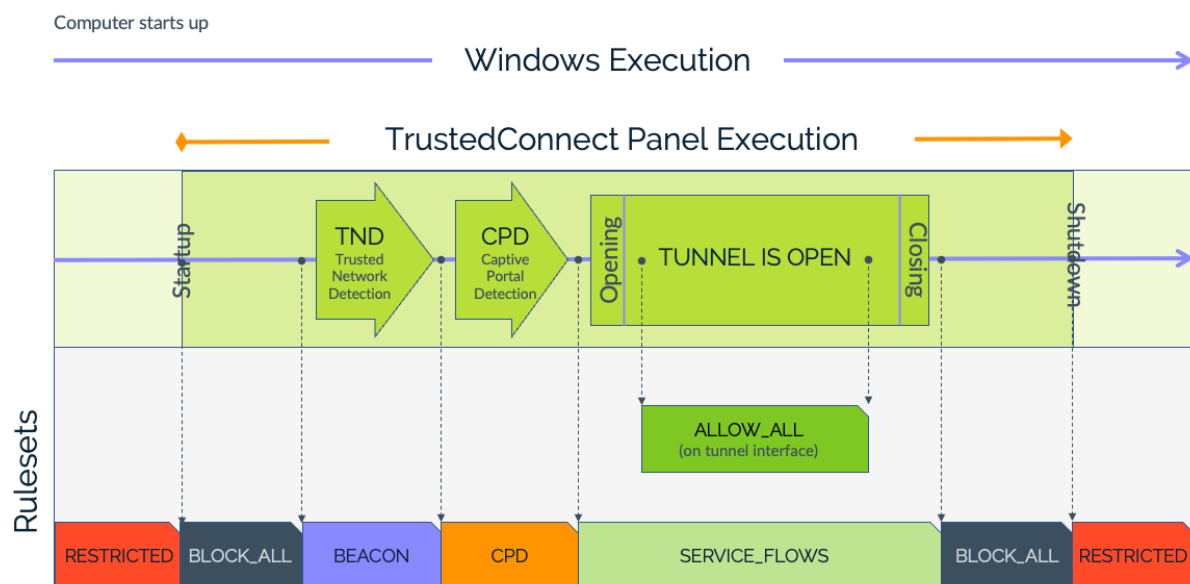 Computer starts up
Windows Execution
TrustedConnect Panel Execution
Startup
TND
Trusted
Network
Detection
CPD
Captive
Portal
Detection
Opening
TUNNEL IS OPEN
Closing
Shutdown
Rulesets
ALLOW_ALL
(on tunnel interface)
RESTRICTED
BLOCK_ALL
BEACON
CPD
SERVICE_FLOWS
BLOCK_ALL
RESTRICTED